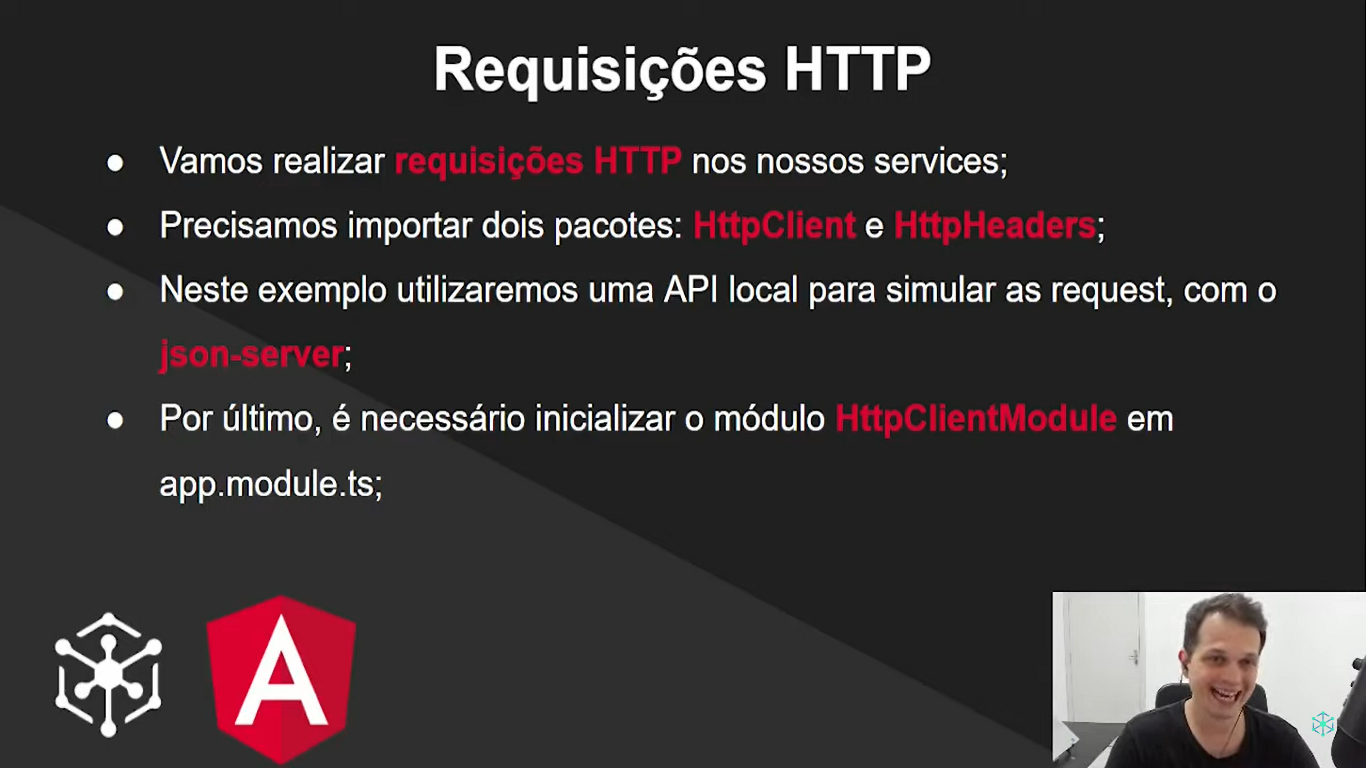 Requisições HTTP
● Vamos realizar requisições HTTP nos nossos services;
● Precisamos importar dois pacotes: HttpClient e HttpHeaders;
● Neste exemplo utilizaremos uma API local para simular as request, com o
json-server;
● Por último, é necessário inicializar o módulo HttpClientModule em
app.module.ts;
A